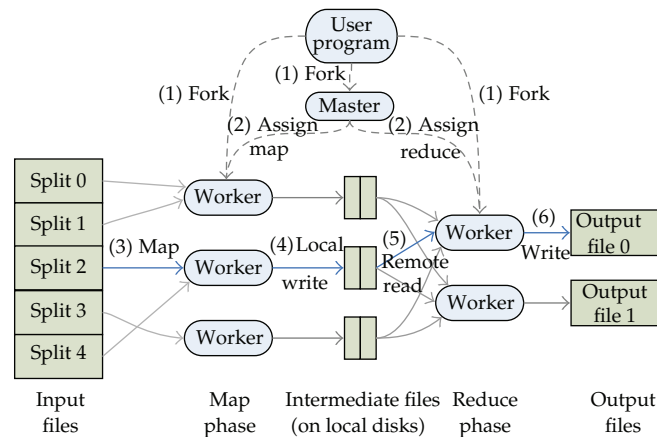 User
program
(1) Fork
(1) Fork
(1) Fork
Master
(2) Assign
map
(2) Assign
reduce
Split 0
Split 1
Split 2
Split 3
Split 4
(3) Map
Worker
Worker
Worker
(4) Local
write
(5)
Remote
read
Worker
Worker
(6)
Write
Output
file 0
Output
file 1
Input
files
Map
phase
Intermediate files
(on local disks)
Reduce
phase
Output
files